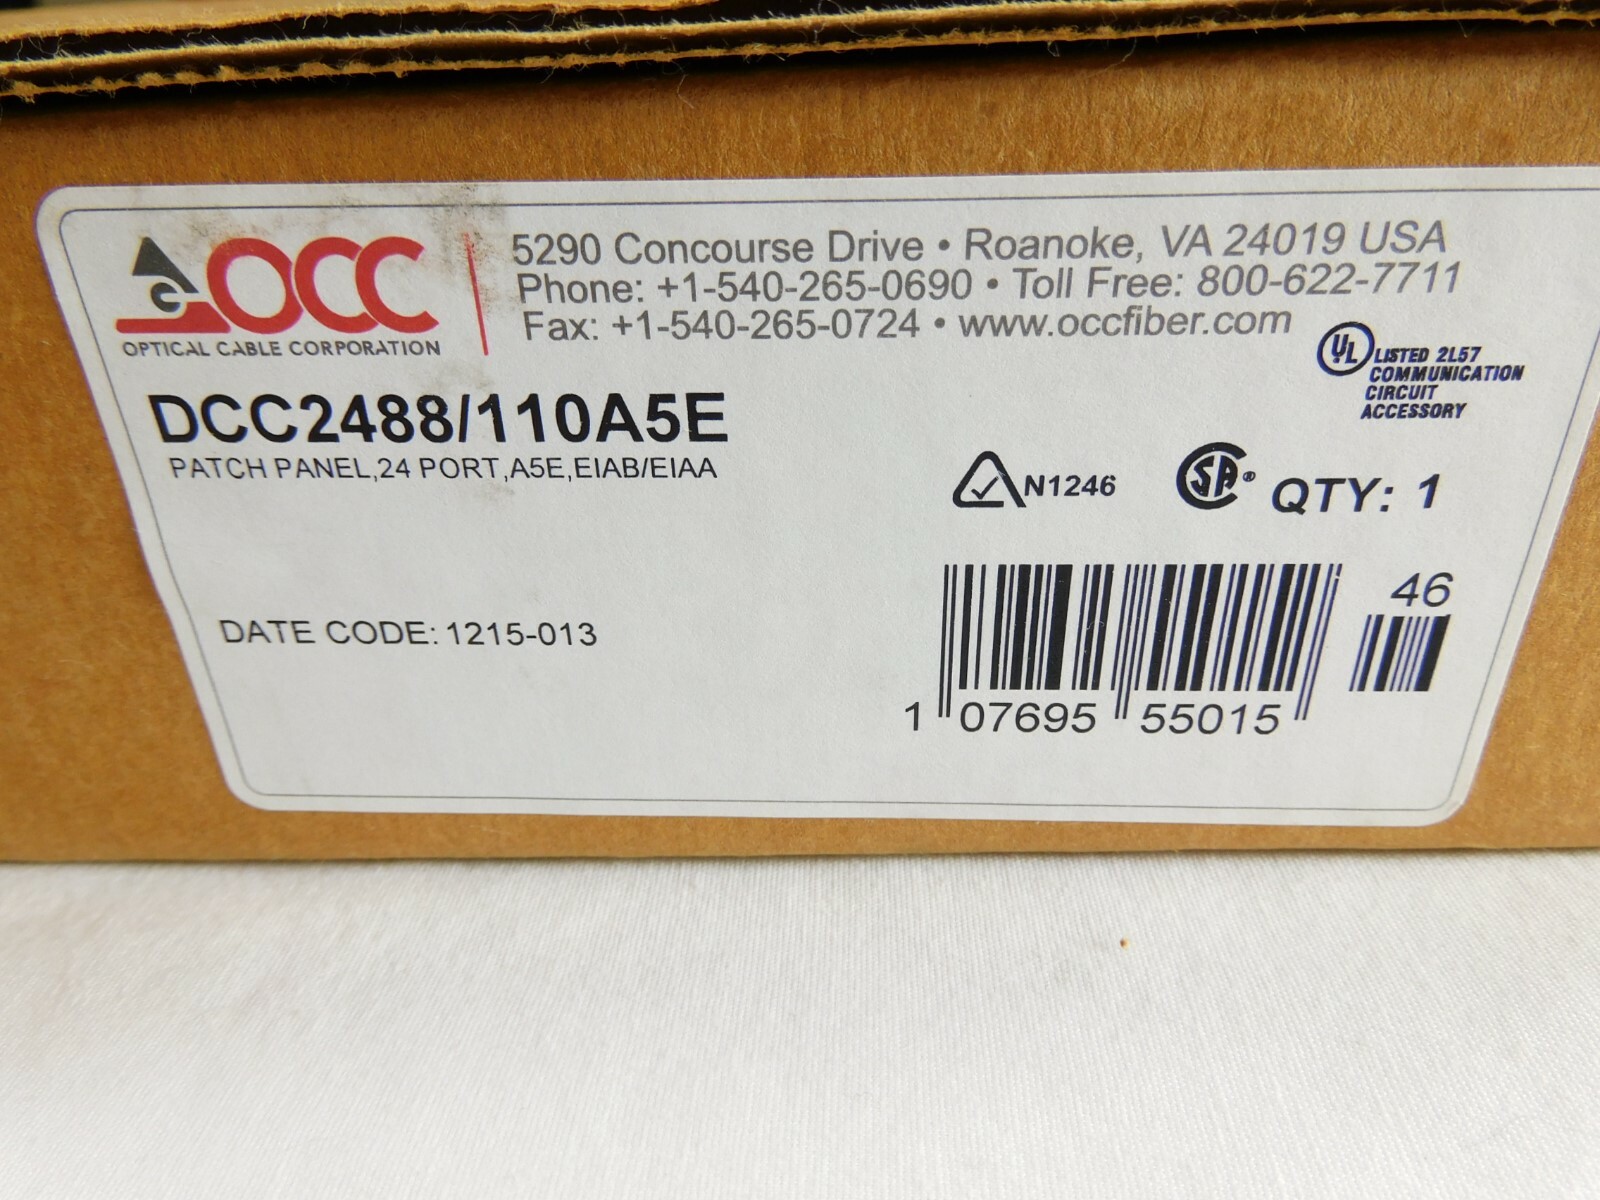 OCC
OPTICAL CABLE CORPORATION
5290 Concourse Drive • Roanoke, VA 24019 USA
Phone: +1-540-265-0690 • Toll Free: 800-622-7711
Fax: +1-540-265-0724 • www.occfiber.com
UL LISTED 2L57
COMMUNICATION
CIRCUIT
ACCESSORY
DCC2488/110A5E
PATCH PANEL,24 PORT,A5E,EIAB/EIAA
N1246
SA® QTY: 1
DATE CODE: 1215-013
46
1 07695 55015